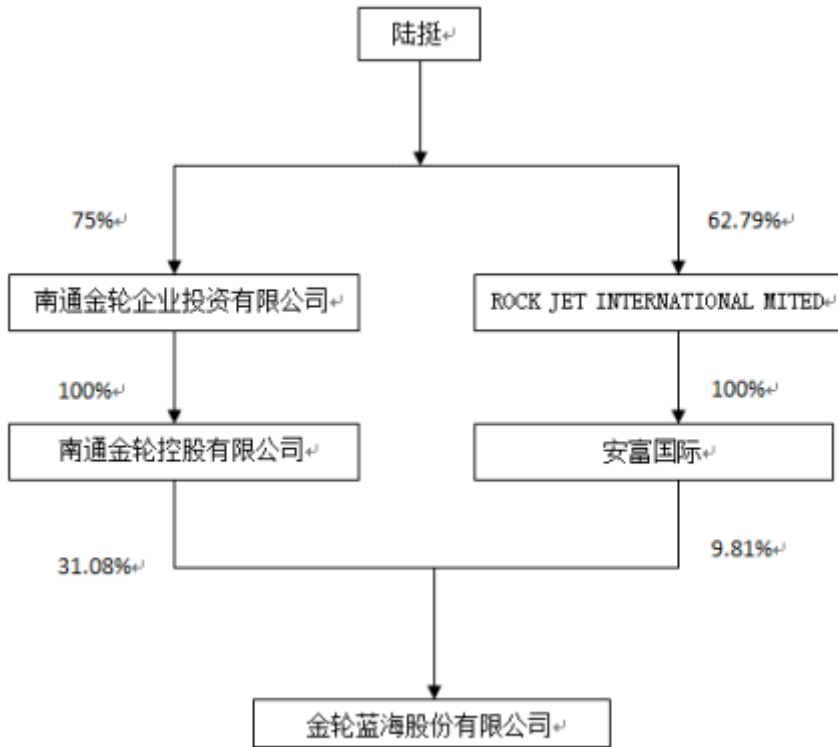 陆挺
75%
62.79%
南通金轮企业投资有限公司
ROCK JET INTERNATIONAL MITED
100%
100%
南通金轮控股有限公司
安富国际
31.08%
9.81%
金轮蓝海股份有限公司